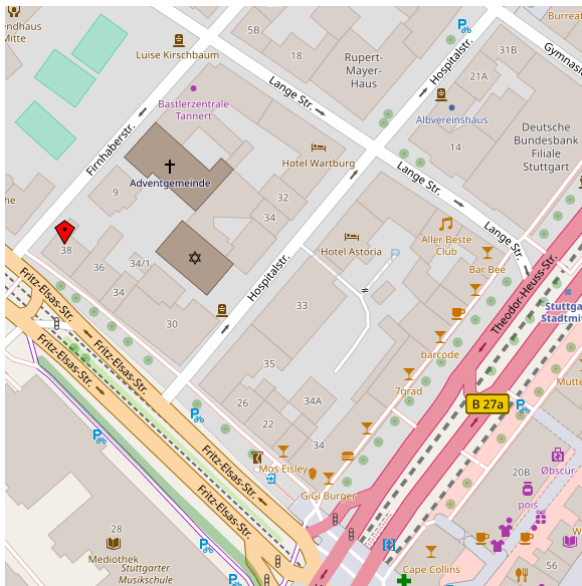 endhaus
Mitte
5B
Luise Kirschbaum
18
Rupert-
Mayer-
Haus
Hospitalstr.
31B
21A
Burreat
Gymnasi
Lange Str.
Bastlerzentrale
Tannert
Albvereinshaus
Deutsche
Bundesbank
Filiale
Stuttgart
14
Firnhaberstr.
Adventgemeinde
Hotel Wartburg
Lange Str.
he
9
32
34
38
36
34/1
Hotel Astoria
P
Aller Beste
Club
Lange Str.
Bar Bee
Theodor-Heuss-Str.
Stuttga
Stadtmit
Hospitalstr.
Fritz-Elsas-Str.
34
30
33
barcode
Fritz-Elsas-Str.
Fritz-Elsas-Str.
35
7grad
Mutte
B 27a
26
22
34A
34
Fritz-Elsas-Str.
Mos Eisley
GiGi Burger
20B
Øbscur
pois
Fritz-Elsas-Str.
28
Mediothek
Stuttgarter
Musikschule
Cape Collins
W
56